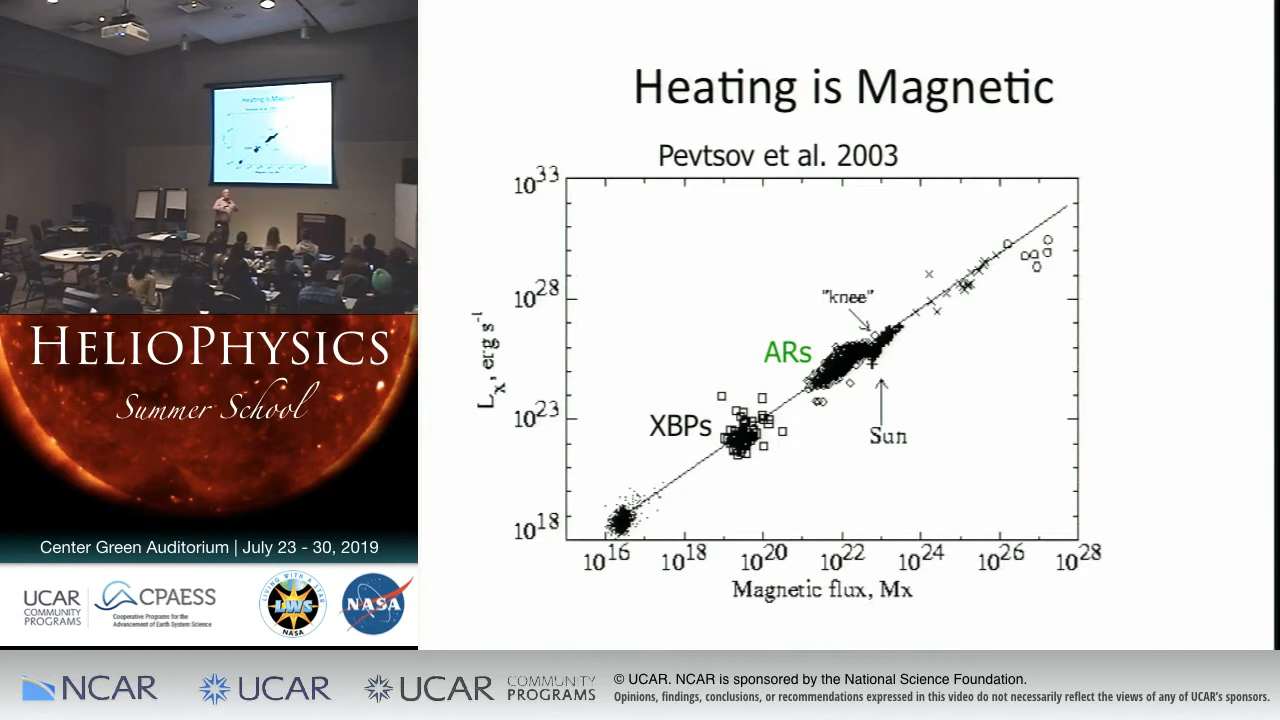 Heating is Magnetic
Pevtsov et al. 2003
10^33
10^28
10^23
10^18
L_x, erg s^-1
"knee"
ARs
XBPs
Sun
10^16 10^18 10^20 10^22 10^24 10^26 10^28
Magnetic flux, Mx
HELIOPHYSICS
Summer School
Center Green Auditorium | July 23 - 30, 2019
UCAR
COMMUNITY
PROGRAMS
CPAESS
Cooperative Programs for the
Advancement of Earth System Science
LIVING WITH A STAR
LWS
NASA
NASA
NCAR
UCAR
UCAR
COMMUNITY
PROGRAMS
© UCAR. NCAR is sponsored by the National Science Foundation.
Opinions, findings, conclusions, or recommendations expressed in this video do not necessarily reflect the views of any of UCAR's sponsors.